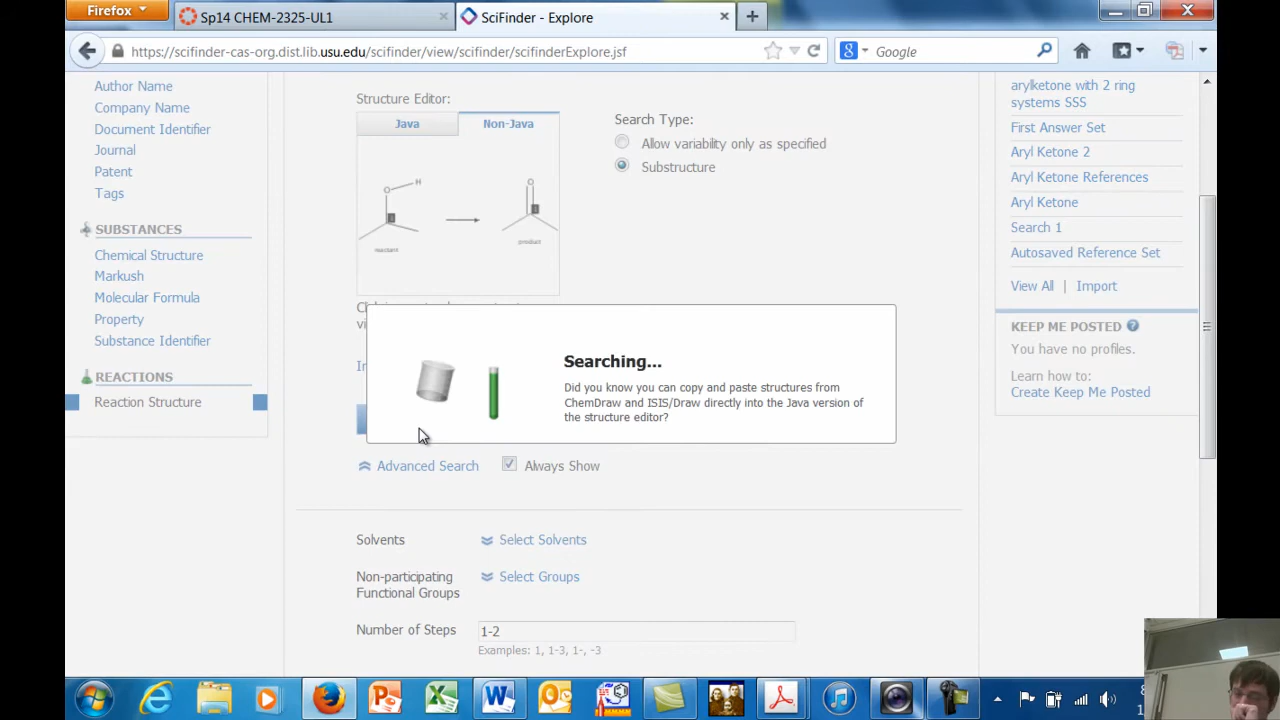 Firefox
Sp14 CHEM-2325-UL1
SciFinder - Explore
https://scifinder-cas-org.dist.lib.usu.edu/scifinder/view/scifinder/scifinderExplore.jsf
Google
Author Name
Company Name
Document Identifier
Journal
Patent
Tags
SUBSTANCES
Chemical Structure
Markush
Molecular Formula
Property
Substance Identifier
REACTIONS
Reaction Structure
Structure Editor:
Java
Non-Java
O
H
reactant
O
product
Search Type:
Allow variability only as specified
Substructure
Searching...
Did you know you can copy and paste structures from
ChemDraw and ISIS/Draw directly into the Java version of
the structure editor?
Advanced Search
Always Show
Solvents
Select Solvents
Non-participating
Functional Groups
Select Groups
Number of Steps
1-2
Examples: 1, 1-3, 1-, -3
arylketone with 2 ring
systems SSS
First Answer Set
Aryl Ketone 2
Aryl Ketone References
Aryl Ketone
Search 1
Autosaved Reference Set
View All | Import
KEEP ME POSTED
You have no profiles.
Learn how to:
Create Keep Me Posted